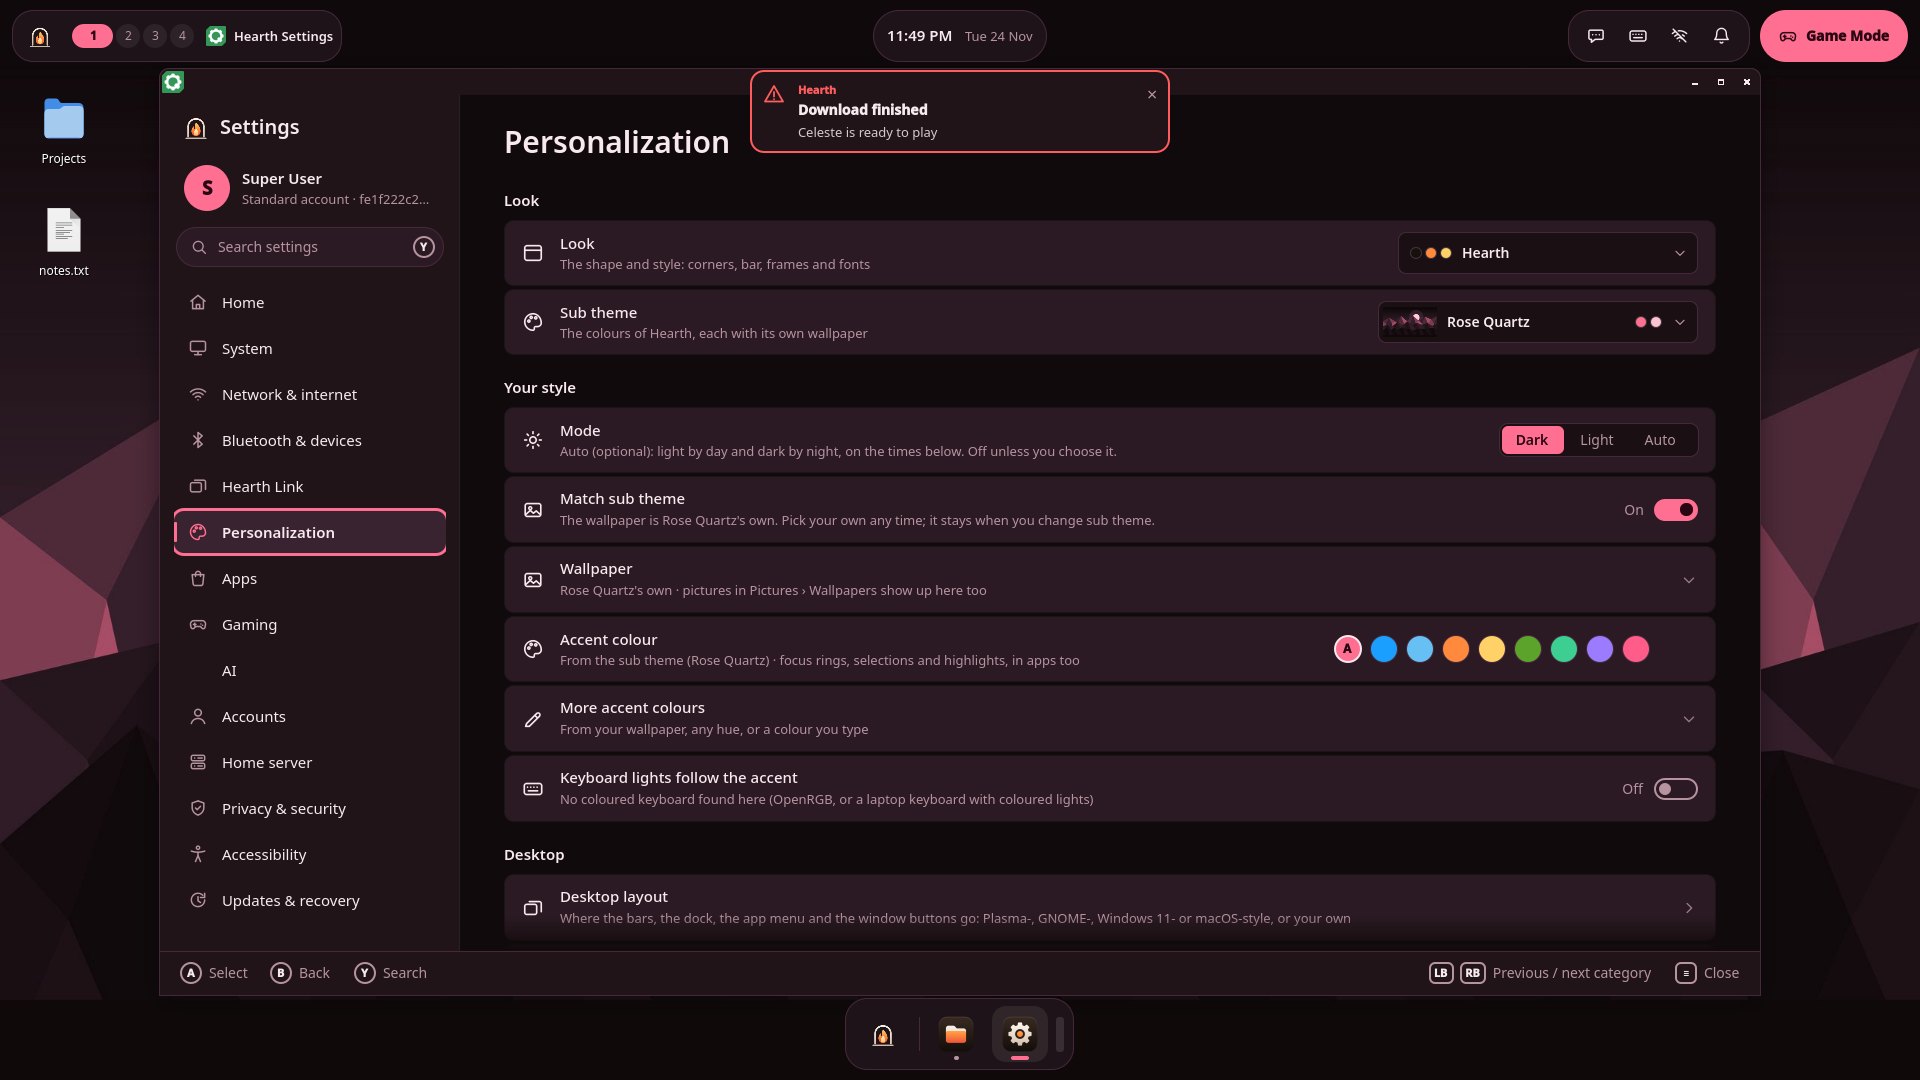 1 2 3 4 Hearth Settings
11:49 PM Tue 24 Nov
Game Mode
Projects
notes.txt
Hearth
Download finished
Celeste is ready to play
Settings
S
Super User
Standard account · fe1f222c2...
Search settings Y
Home
System
Network & internet
Bluetooth & devices
Hearth Link
Personalization
Apps
Gaming
AI
Accounts
Home server
Privacy & security
Accessibility
Updates & recovery
Personalization
Look
Look
The shape and style: corners, bar, frames and fonts
Hearth
Sub theme
The colours of Hearth, each with its own wallpaper
Rose Quartz
Your style
Mode
Auto (optional): light by day and dark by night, on the times below. Off unless you choose it.
Dark Light Auto
Match sub theme
The wallpaper is Rose Quartz's own. Pick your own any time; it stays when you change sub theme.
On
Wallpaper
Rose Quartz's own · pictures in Pictures › Wallpapers show up here too
Accent colour
From the sub theme (Rose Quartz) · focus rings, selections and highlights, in apps too
A
More accent colours
From your wallpaper, any hue, or a colour you type
Keyboard lights follow the accent
No coloured keyboard found here (OpenRGB, or a laptop keyboard with coloured lights)
Off
Desktop
Desktop layout
Where the bars, the dock, the app menu and the window buttons go: Plasma-, GNOME-, Windows 11- or macOS-style, or your own
A Select B Back Y Search
LB RB Previous / next category Close